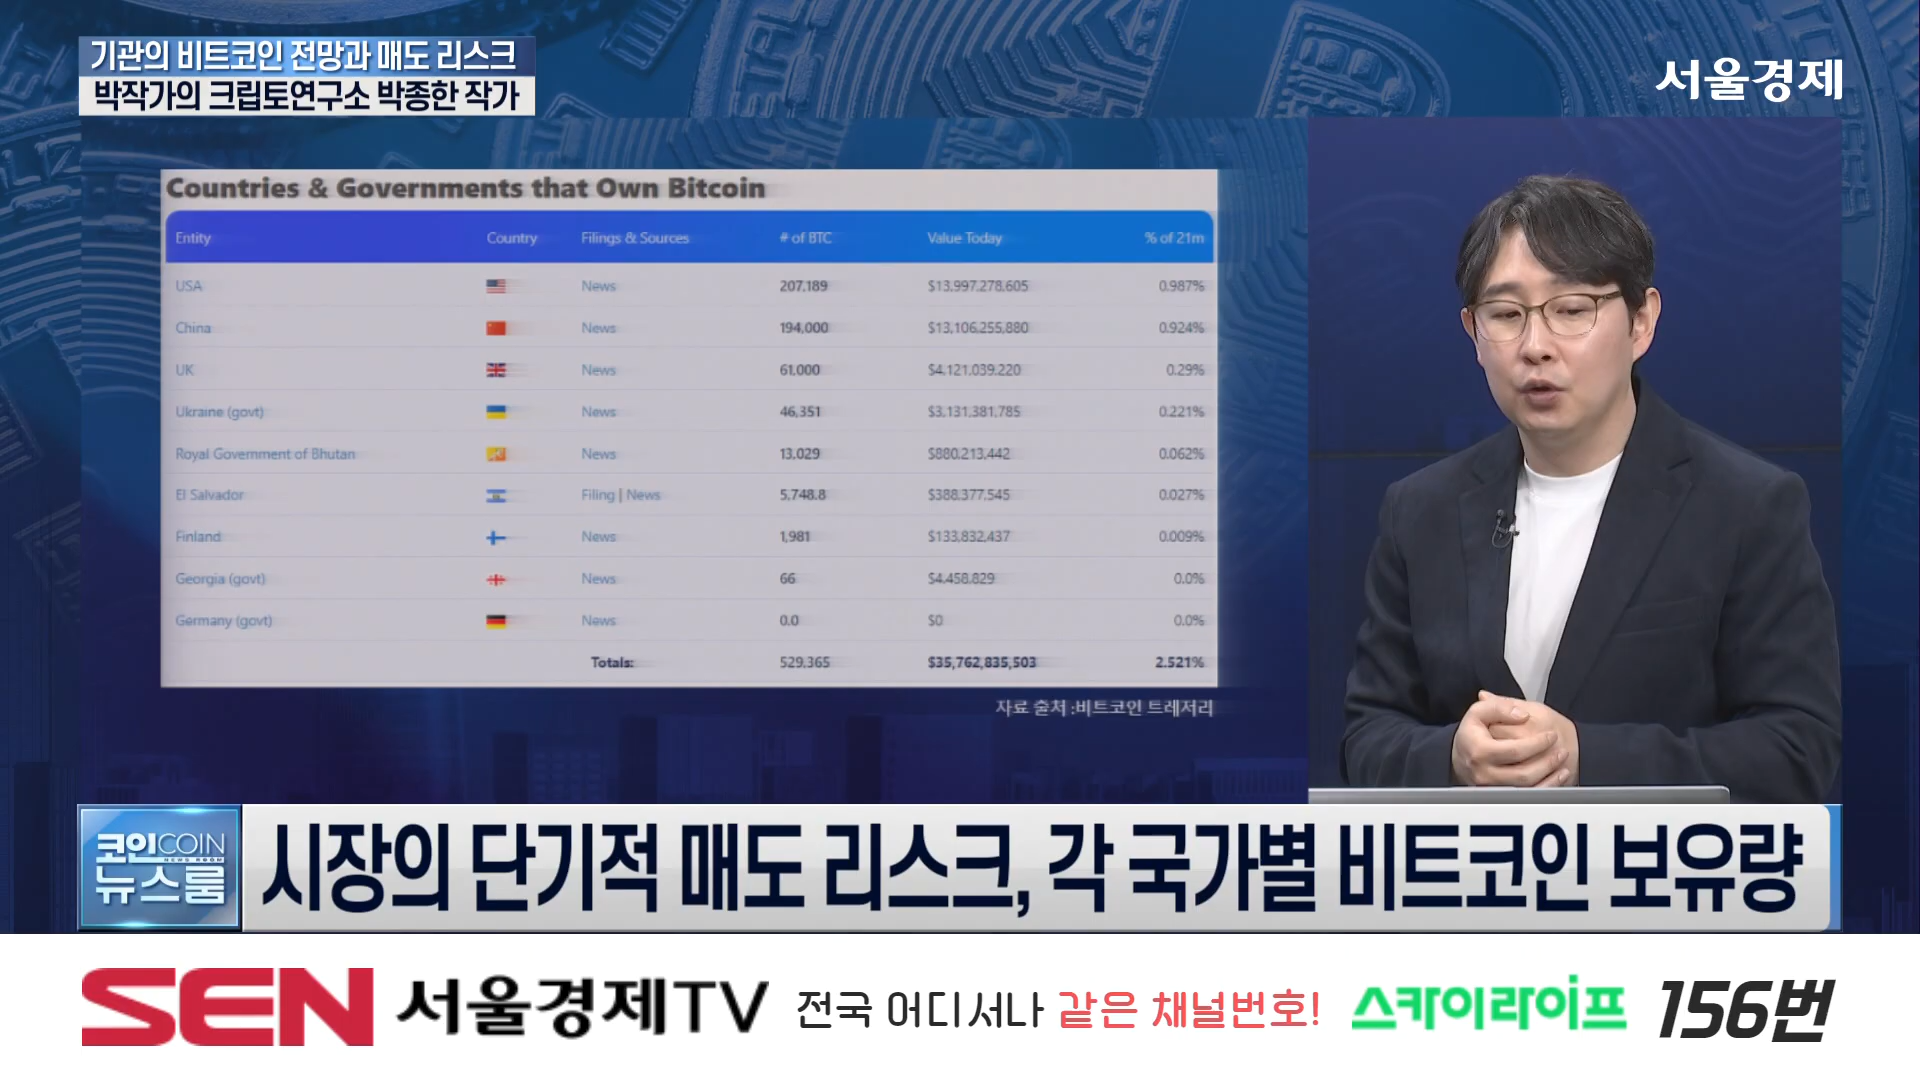 기관의 비트코인 전망과 매도 리스크
박작가의 크립토연구소 박종한 작가
서울경제
Countries & Governments that Own Bitcoin
Entity Country Filings & Sources # of BTC Value Today % of 21m
USA News 207,189 $13,997,278,605 0.987%
China News 194,000 $13,106,255,880 0.924%
UK News 61,000 $4,121,039,220 0.29%
Ukraine (govt) News 46,351 $3,131,381,785 0.221%
Royal Government of Bhutan News 13,029 $880,213,442 0.062%
El Salvador Filing | News 5,748.8 $388,377,545 0.027%
Finland News 1,981 $133,832,437 0.009%
Georgia (govt) News 66 $4,458,829 0.0%
Germany (govt) News 0.0 $0 0.0%
Totals: 529,365 $35,762,835,503 2.521%
자료 출처 :비트코인 트레저리
코인COIN
NEWS ROOM
뉴스룸
시장의 단기적 매도 리스크, 각 국가별 비트코인 보유량
SEN 서울경제TV 전국 어디서나 같은 채널번호! 스카이라이프 156번